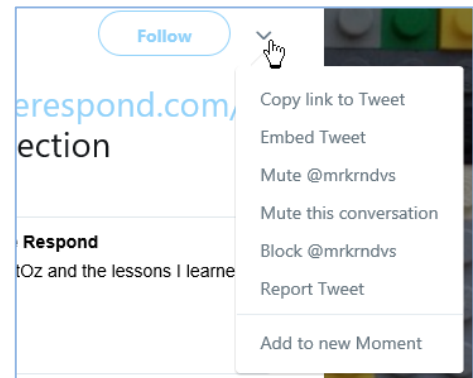 Follow
erespond.com/
ection
Respond
tOz and the lessons I learne
Copy link to Tweet
Embed Tweet
Mute @mrkrndvs
Mute this conversation
Block @mrkrndvs
Report Tweet
Add to new Moment